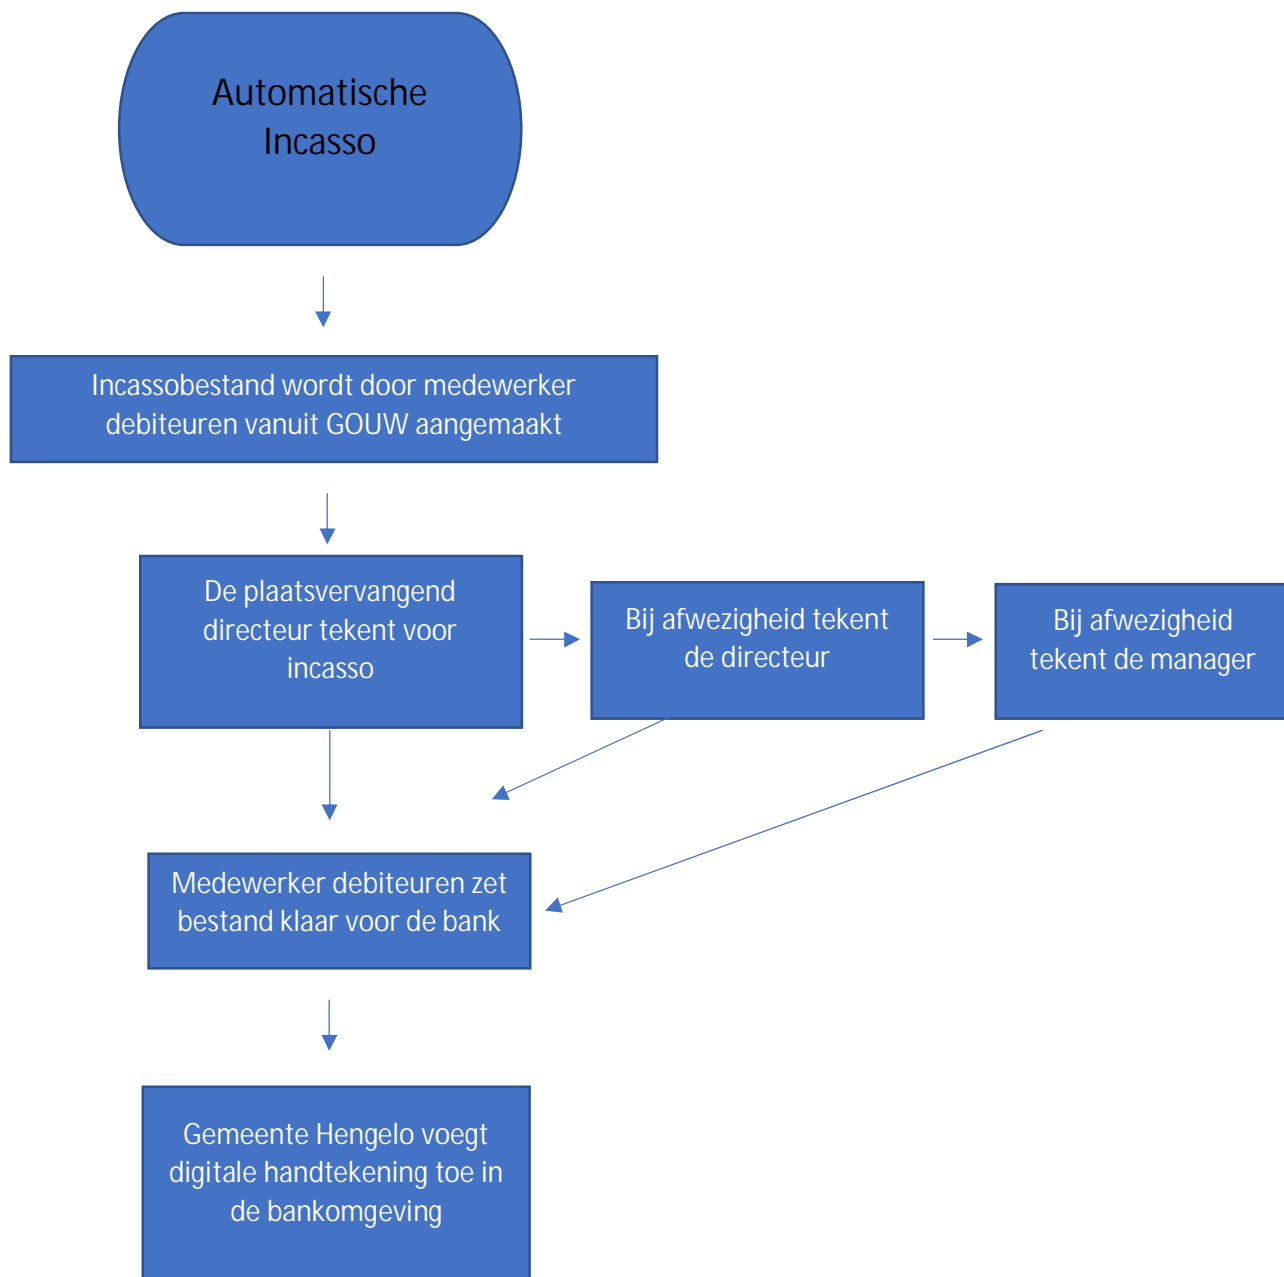 Automatische
Incasso
Incassobestand wordt door medewerker
debiteuren vanuit GOUW aangemaakt
De plaatsvervangend
directeur tekent voor
incasso
Bij afwezigheid tekent
de directeur
Bij afwezigheid
tekent de manager
Medewerker debiteuren zet
bestand klaar voor de bank
Gemeente Hengelo voegt
digitale handtekening toe in
de bankomgeving